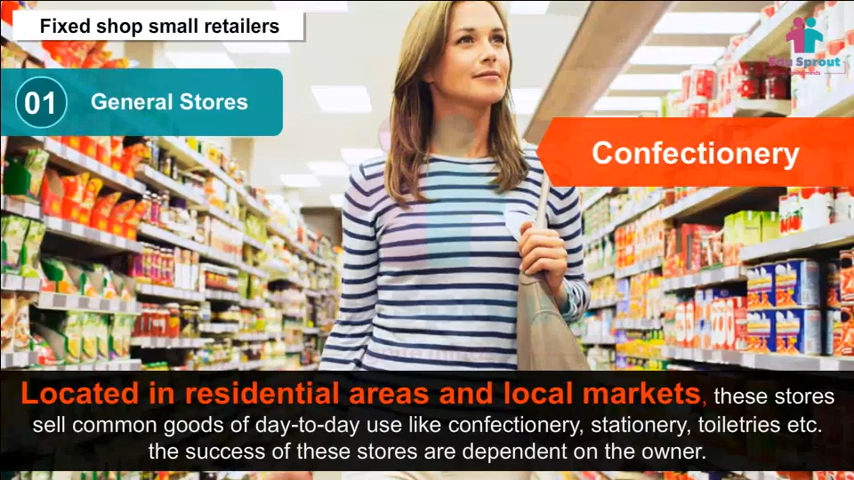 Fixed shop small retailers
01 General Stores
Edu Sprout
Confectionery
Located in residential areas and local markets, these stores
sell common goods of day-to-day use like confectionery, stationery, toiletries etc.
the success of these stores are dependent on the owner.